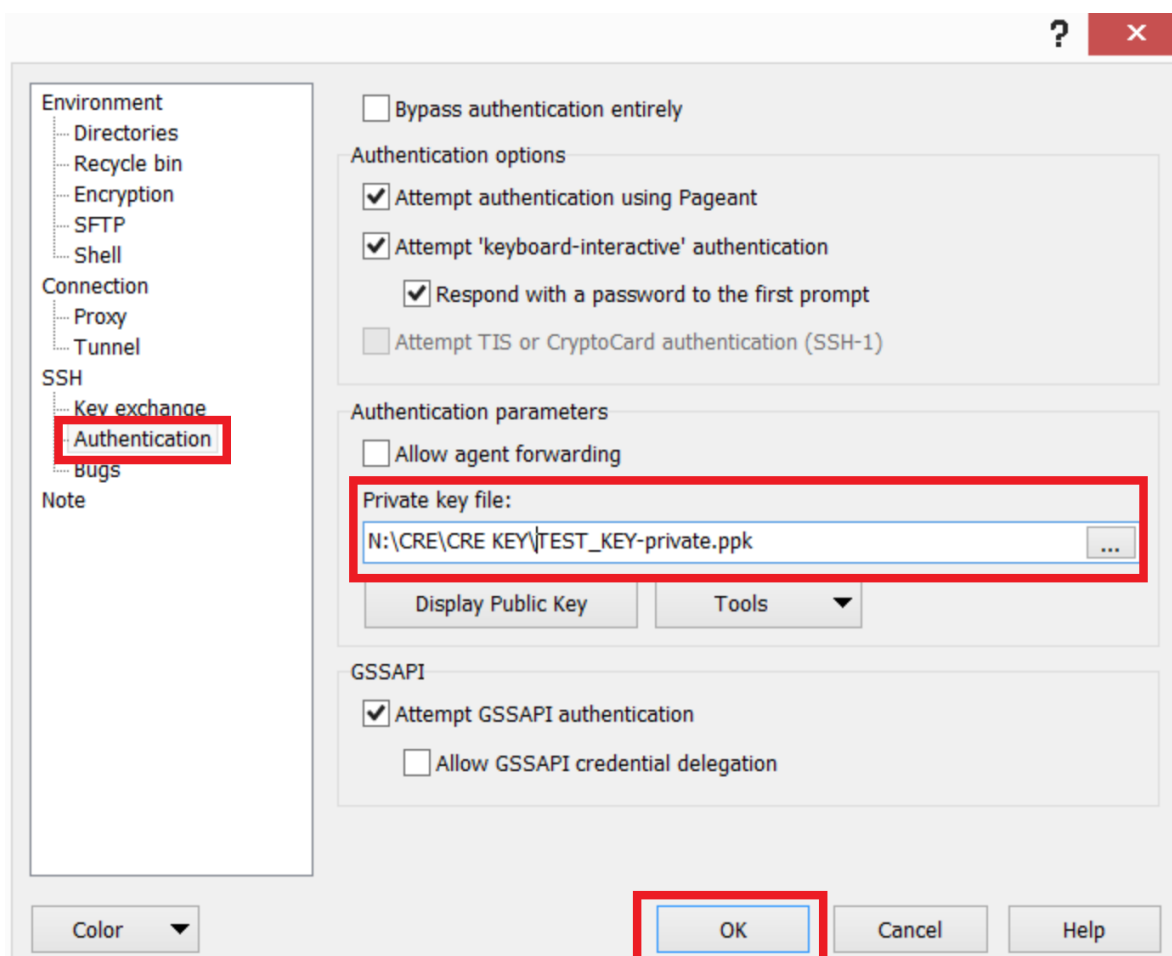 ?
Environment
Directories
Recycle bin
Encryption
SFTP
Shell
Connection
Proxy
Tunnel
SSH
Key exchange
Authentication
Bugs
Note
Bypass authentication entirely
Authentication options
Attempt authentication using Pageant
Attempt 'keyboard-interactive' authentication
Respond with a password to the first prompt
Attempt TIS or CryptoCard authentication (SSH-1)
Authentication parameters
Allow agent forwarding
Private key file:
N:\CRE\CRE KEY\TEST_KEY-private.ppk
...
Display Public Key
Tools
GSSAPI
Attempt GSSAPI authentication
Allow GSSAPI credential delegation
Color
OK
Cancel
Help